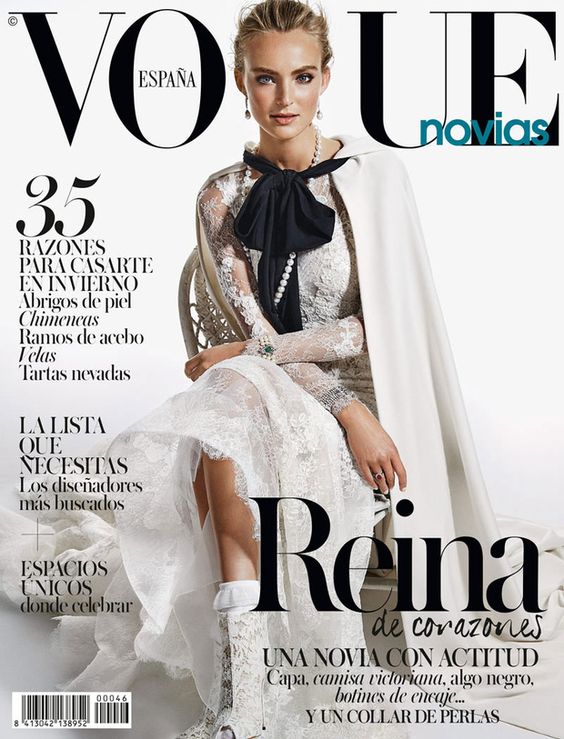 ©
VOGUE
ESPAÑA
novias
35
RAZONES
PARA CASARTE
EN INVIERNO
Abrigos de piel
Chimeneas
Ramos de acebo
Velas
Tartas nevadas
LA LISTA
QUE
NECESITAS
Los diseñadores
más buscados
+
ESPACIOS
ÚNICOS
donde celebrar
Reina
de corazones
UNA NOVIA CON ACTITUD
Capa, camisa victoriana, algo negro,
botines de encaje...
Y UN COLLAR DE PERLAS
00046
8 413042 138952